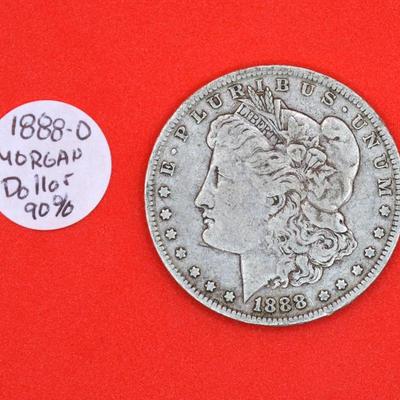 1888-O
MORGAN
Dollar
90%
E·PLURIBUS·UNUM
LIBERTY
1888